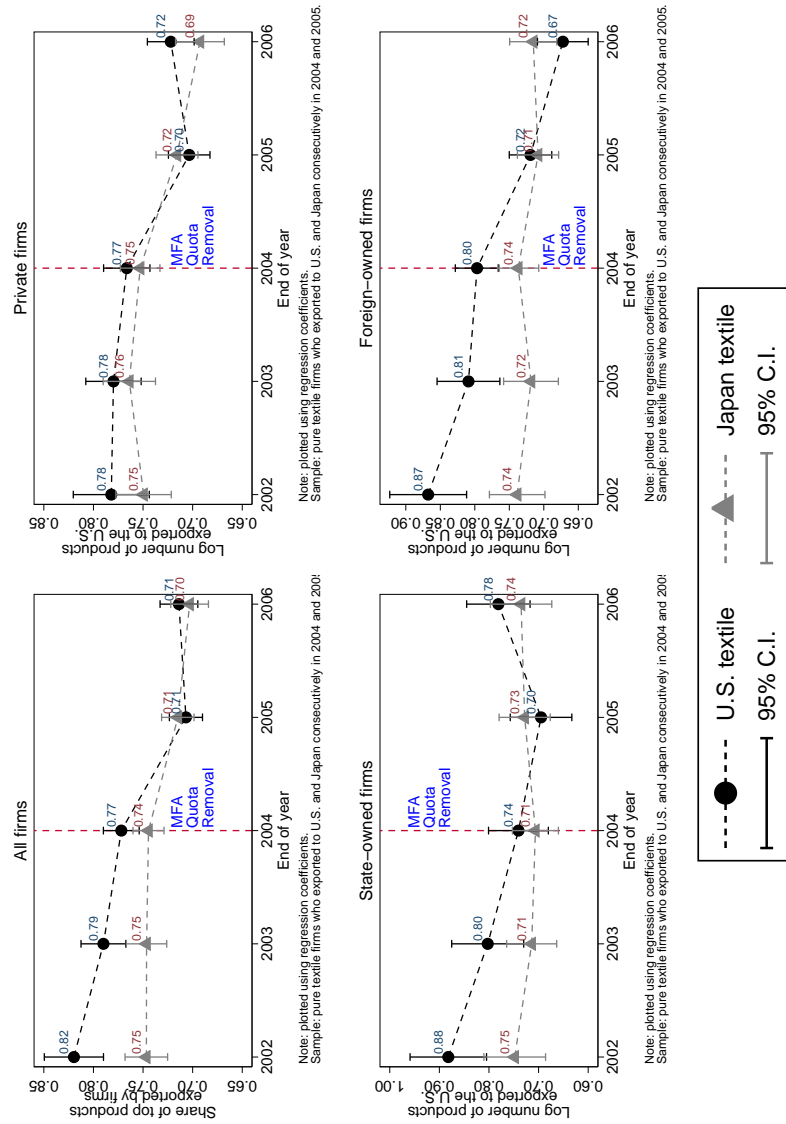 All firms
Share of top products
exported by firms
0.85
0.80
0.75
0.70
0.65
0.82
0.79
0.77
0.71
0.71
0.75
0.75
0.74
0.71
0.70
MFA
Quota
Removal
2002 2003 2004 2005 2006
End of year
Note: plotted using regression coefficients.
Sample: pure textile firms who exported to U.S. and Japan consecutively in 2004 and 200
Private firms
Log number of products
exported to the U.S.
0.85
0.80
0.75
0.70
0.65
0.78
0.78
0.77
0.70
0.72
0.75
0.76
0.75
0.72
0.69
MFA
Quota
Removal
2002 2003 2004 2005 2006
End of year
Note: plotted using regression coefficients.
Sample: pure textile firms who exported to U.S. and Japan consecutively in 2004 and 2005.
State−owned firms
Log number of products
exported to the U.S.
1.00
0.90
0.80
0.70
0.60
0.88
0.80
0.74
0.70
0.78
0.75
0.71
0.71
0.73
0.74
MFA
Quota
Removal
2002 2003 2004 2005 2006
End of year
Note: plotted using regression coefficients.
Sample: pure textile firms who exported to U.S. and Japan consecutively in 2004 and 200
Foreign−owned firms
Log number of products
exported to the U.S.
0.90
0.85
0.80
0.75
0.70
0.65
0.87
0.81
0.80
0.72
0.67
0.74
0.72
0.74
0.71
0.72
MFA
Quota
Removal
2002 2003 2004 2005 2006
End of year
Note: plotted using regression coefficients.
Sample: pure textile firms who exported to U.S. and Japan consecutively in 2004 and 2005.
U.S. textile Japan textile
95% C.I. 95% C.I.